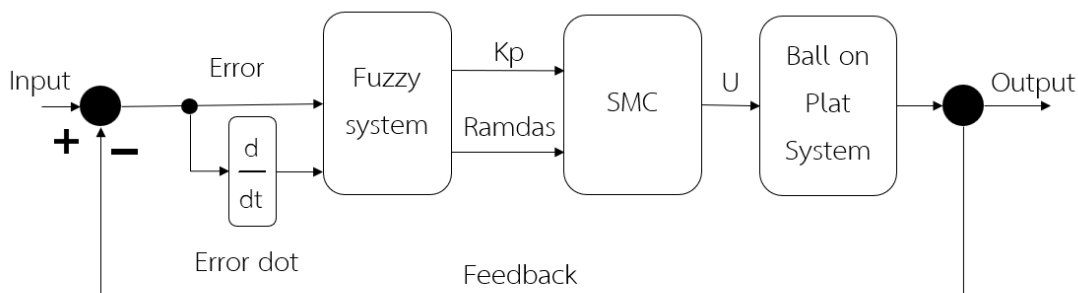 Input
+
−
Error
d
dt
Error dot
Fuzzy
system
Kp
Ramdas
SMC
U
Ball on
Plat
System
Output
Feedback